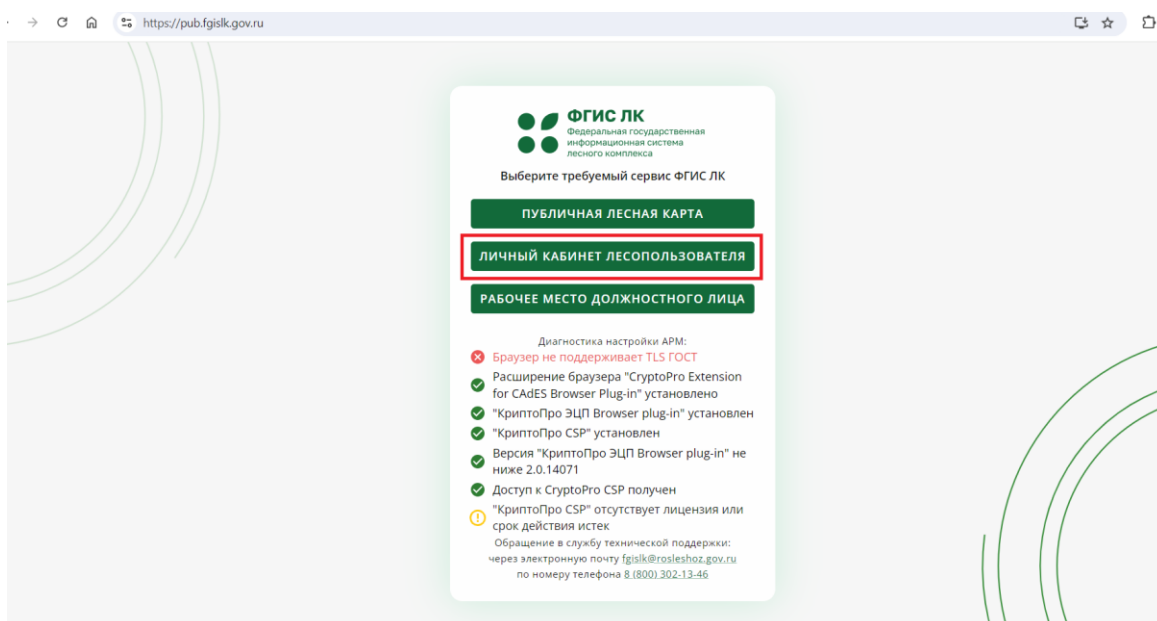 https://pub.fgislk.gov.ru
ФГИС ЛК
Федеральная государственная
информационная система
лесного комплекса
Выберите требуемый сервис ФГИС ЛК
ПУБЛИЧНАЯ ЛЕСНАЯ КАРТА
ЛИЧНЫЙ КАБИНЕТ ЛЕСОПОЛЬЗОВАТЕЛЯ
РАБОЧЕЕ МЕСТО ДОЛЖНОСТНОГО ЛИЦА
Диагностика настройки АРМ:
Браузер не поддерживает TLS ГОСТ
Расширение браузера "CryptoPro Extension
for CAdES Browser Plug-in" установлено
"КриптоПро ЭЦП Browser plug-in" установлен
"КриптоПро CSP" установлен
Версия "КриптоПро ЭЦП Browser plug-in" не
ниже 2.0.14071
Доступ к CryptoPro CSP получен
"КриптоПро CSP" отсутствует лицензия или
срок действия истек
Обращение в службу технической поддержки:
через электронную почту fgislk@rosleshoz.gov.ru
по номеру телефона 8 (800) 302-13-46